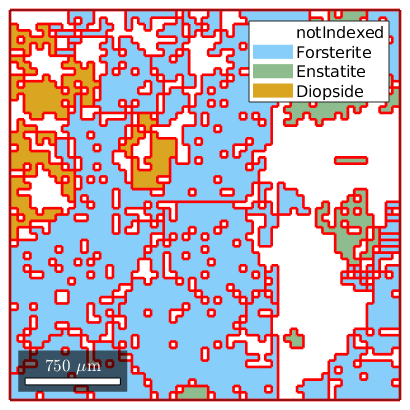 notIndexed
Forsterite
Enstatite
Diopside
750 μm